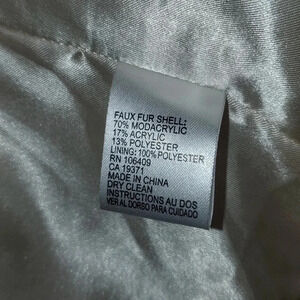 FAUX FUR SHELL:
70% MODACRYLIC
17% ACRYLIC
13% POLYESTER
LINING: 100% POLYESTER
RN 106409
CA 19371
MADE IN CHINA
DRY CLEAN
INSTRUCTIONS AU DOS
VER AL DORSO PARA CUIDADO